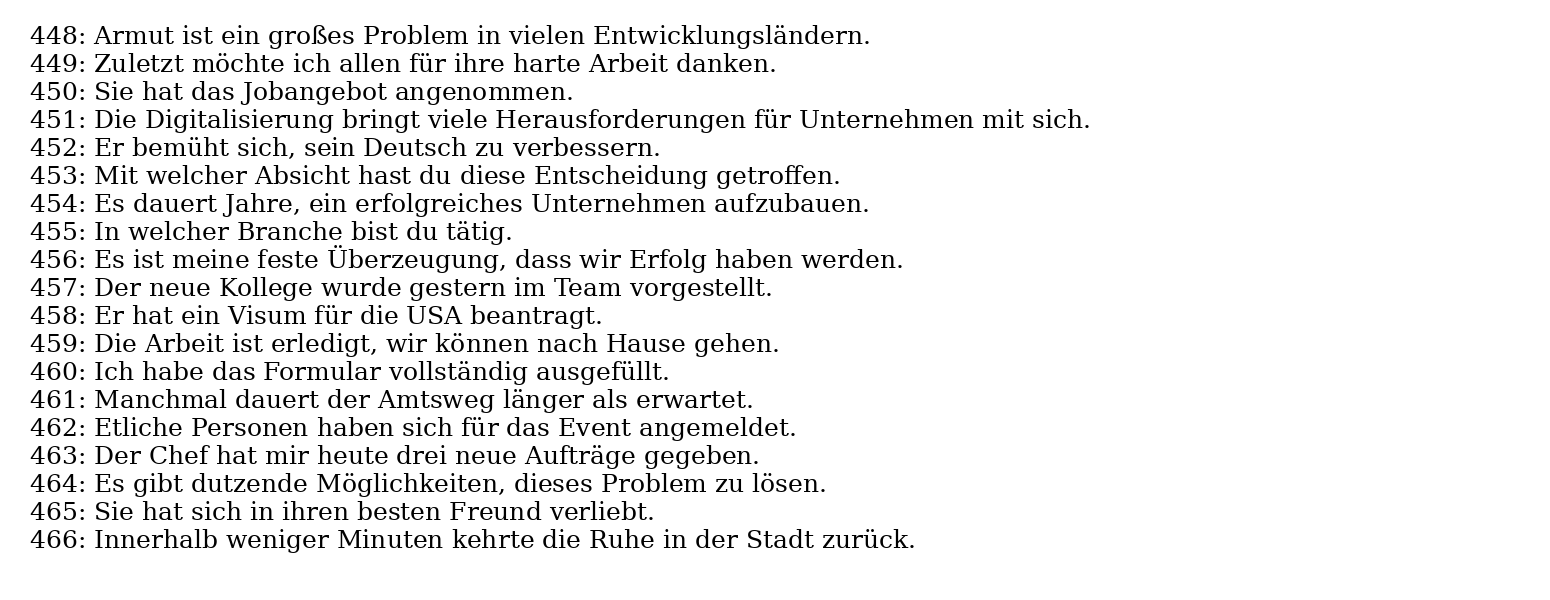 448: Armut ist ein großes Problem in vielen Entwicklungsländern.
449: Zuletzt möchte ich allen für ihre harte Arbeit danken.
450: Sie hat das Jobangebot angenommen.
451: Die Digitalisierung bringt viele Herausforderungen für Unternehmen mit sich.
452: Er bemüht sich, sein Deutsch zu verbessern.
453: Mit welcher Absicht hast du diese Entscheidung getroffen.
454: Es dauert Jahre, ein erfolgreiches Unternehmen aufzubauen.
455: In welcher Branche bist du tätig.
456: Es ist meine feste Überzeugung, dass wir Erfolg haben werden.
457: Der neue Kollege wurde gestern im Team vorgestellt.
458: Er hat ein Visum für die USA beantragt.
459: Die Arbeit ist erledigt, wir können nach Hause gehen.
460: Ich habe das Formular vollständig ausgefüllt.
461: Manchmal dauert der Amtsweg länger als erwartet.
462: Etliche Personen haben sich für das Event angemeldet.
463: Der Chef hat mir heute drei neue Aufträge gegeben.
464: Es gibt dutzende Möglichkeiten, dieses Problem zu lösen.
465: Sie hat sich in ihren besten Freund verliebt.
466: Innerhalb weniger Minuten kehrte die Ruhe in der Stadt zurück.